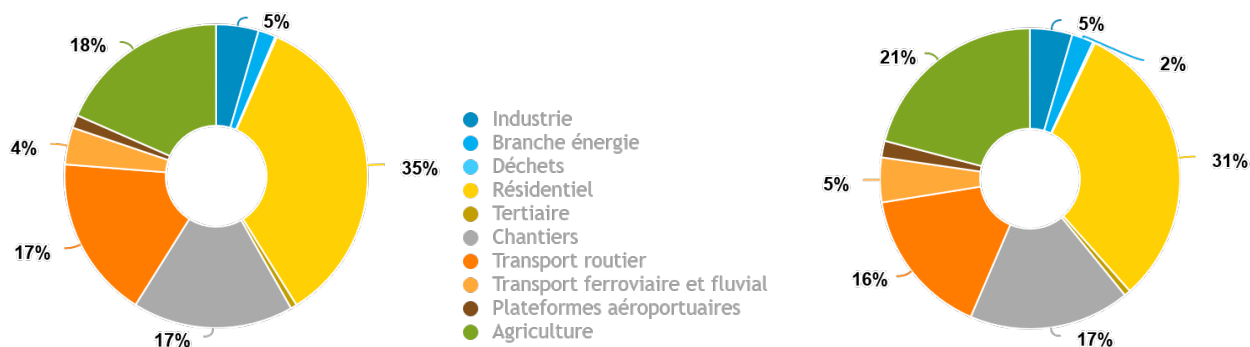 5%
35%
17%
17%
4%
18%
Industrie
Branche énergie
Déchets
Résidentiel
Tertiaire
Chantiers
Transport routier
Transport ferroviaire et fluvial
Plateformes aéroportuaires
Agriculture
5%
2%
31%
17%
16%
5%
21%